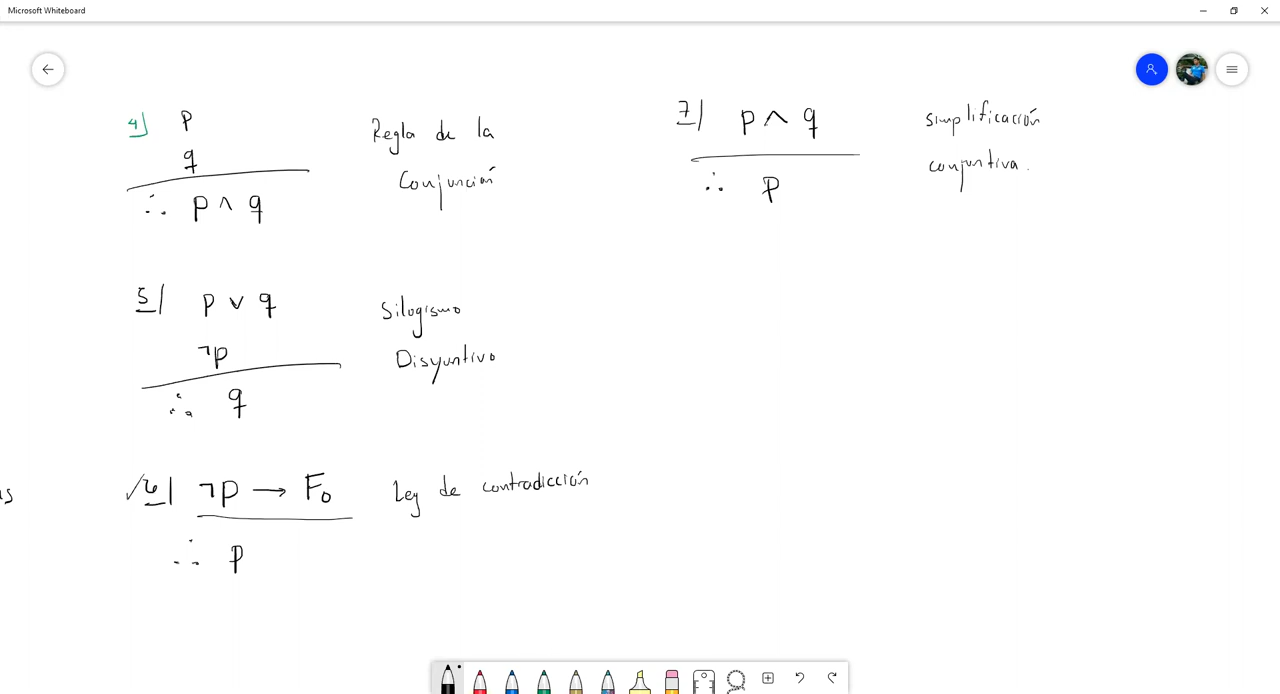 Microsoft Whiteboard
4) p
q
∴ p ∧ q
Regla de la
Conjunción
5) p ∨ q
¬p
∴ q
Silogismo
Disyuntivo
✓6) ¬p → F₀
∴ p
Ley de contradicción
7) p ∧ q
∴ p
simplificación
conjuntiva.